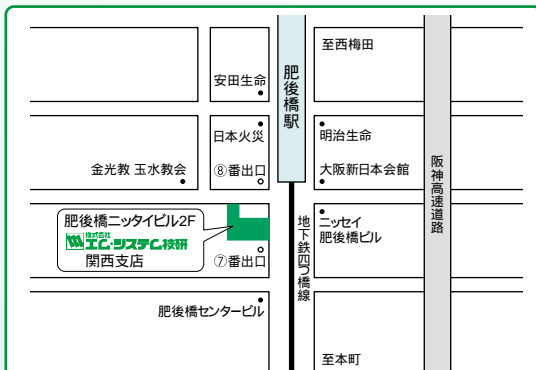 至西梅田
安田生命
肥後橋駅
日本火災
明治生命
金光教 玉水教会
⑧番出口
大阪新日本会館
阪神高速道路
肥後橋ニッタイビル2F
株式会社
エム・システム技研
関西支店
⑦番出口
地下鉄四つ橋線
ニッセイ
肥後橋ビル
肥後橋センタービル
至本町